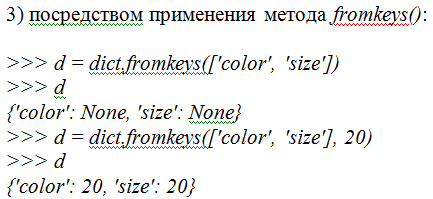 3) посредством применения метода fromkeys():
>>> d = dict.fromkeys(['color', 'size'])
>>> d
{'color': None, 'size': None}
>>> d = dict.fromkeys(['color', 'size'], 20)
>>> d
{'color': 20, 'size': 20}